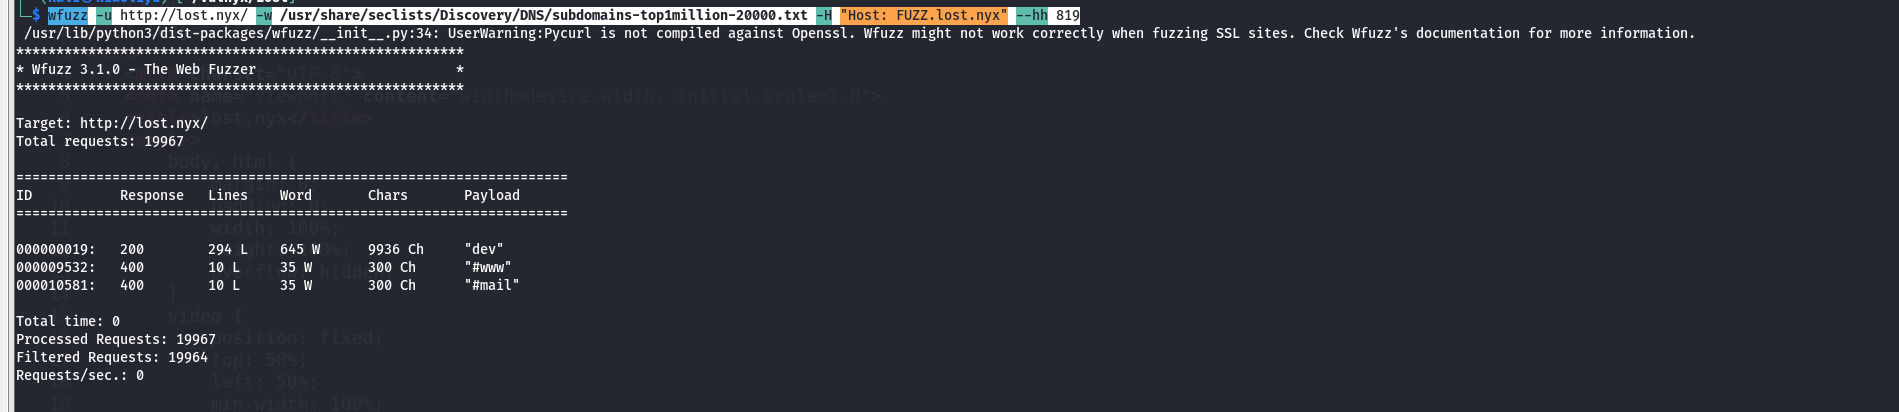 └─$ wfuzz -u http://lost.nyx/ -w /usr/share/seclists/Discovery/DNS/subdomains-top1million-20000.txt -H "Host: FUZZ.lost.nyx" --hh 819
/usr/lib/python3/dist-packages/wfuzz/__init__.py:34: UserWarning:Pycurl is not compiled against Openssl. Wfuzz might not work correctly when fuzzing SSL sites. Check Wfuzz's documentation for more information.
********************************************************
* Wfuzz 3.1.0 - The Web Fuzzer                         *
********************************************************
Target: http://lost.nyx/
Total requests: 19967
=====================================================================
ID           Response   Lines    Word       Chars       Payload
=====================================================================
000000019:   200        294 L    645 W      9936 Ch     "dev"
000009532:   400        10 L     35 W       300 Ch      "#www"
000010581:   400        10 L     35 W       300 Ch      "#mail"
Total time: 0
Processed Requests: 19967
Filtered Requests: 19964
Requests/sec.: 0